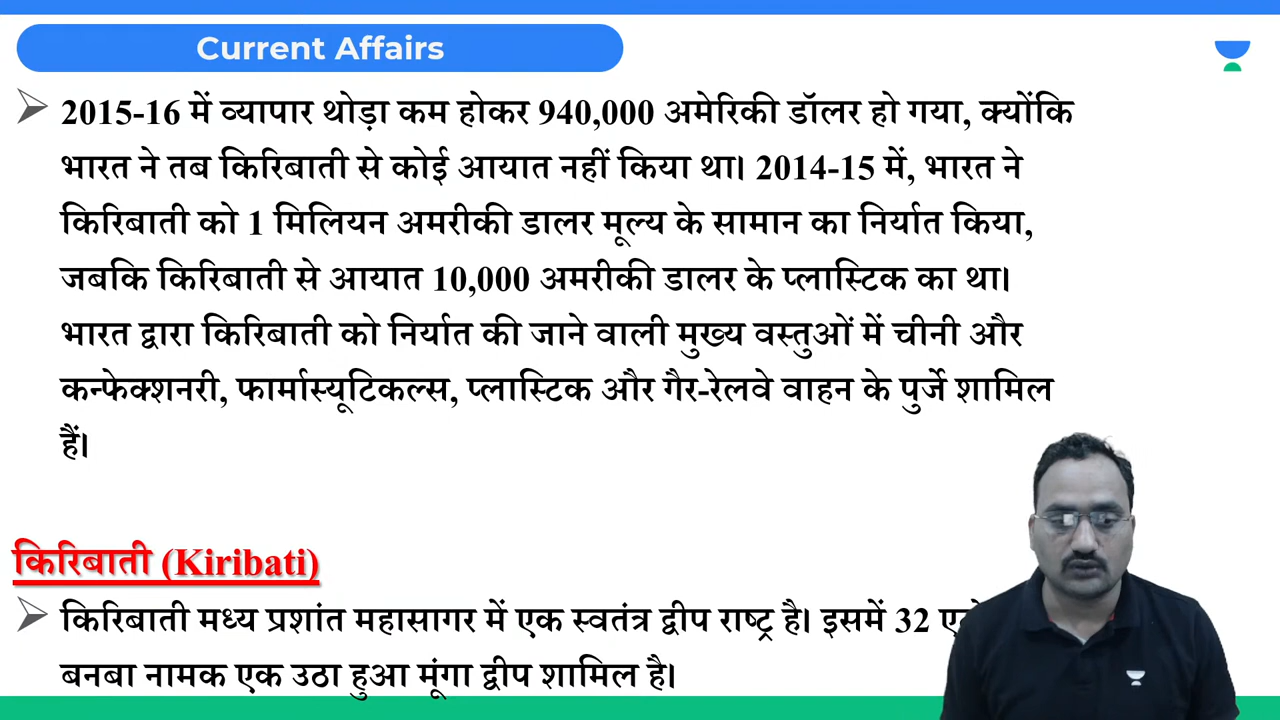 Current Affairs
2015-16 में व्यापार थोड़ा कम होकर 940,000 अमेरिकी डॉलर हो गया, क्योंकि
भारत ने तब किरिबाती से कोई आयात नहीं किया था। 2014-15 में, भारत ने
किरिबाती को 1 मिलियन अमरीकी डालर मूल्य के सामान का निर्यात किया,
जबकि किरिबाती से आयात 10,000 अमरीकी डालर के प्लास्टिक का था।
भारत द्वारा किरिबाती को निर्यात की जाने वाली मुख्य वस्तुओं में चीनी और
कन्फेक्शनरी, फार्मास्यूटिकल्स, प्लास्टिक और गैर-रेलवे वाहन के पुर्जे शामिल
हैं।
किरिबाती (Kiribati)
किरिबाती मध्य प्रशांत महासागर में एक स्वतंत्र द्वीप राष्ट्र है। इसमें 32
बनबा नामक एक उठा हुआ मूंगा द्वीप शामिल है।